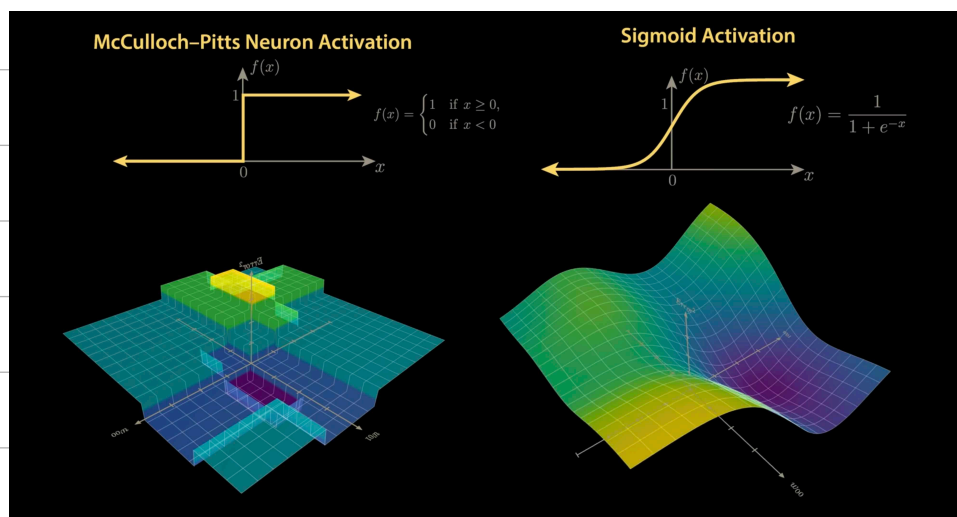 McCulloch–Pitts Neuron Activation
f(x)
1
f(x) = {1 if x ≥ 0,
0 if x < 0
0
x
Sigmoid Activation
f(x)
1
f(x) = 1 / (1 + e^{-x})
0
x